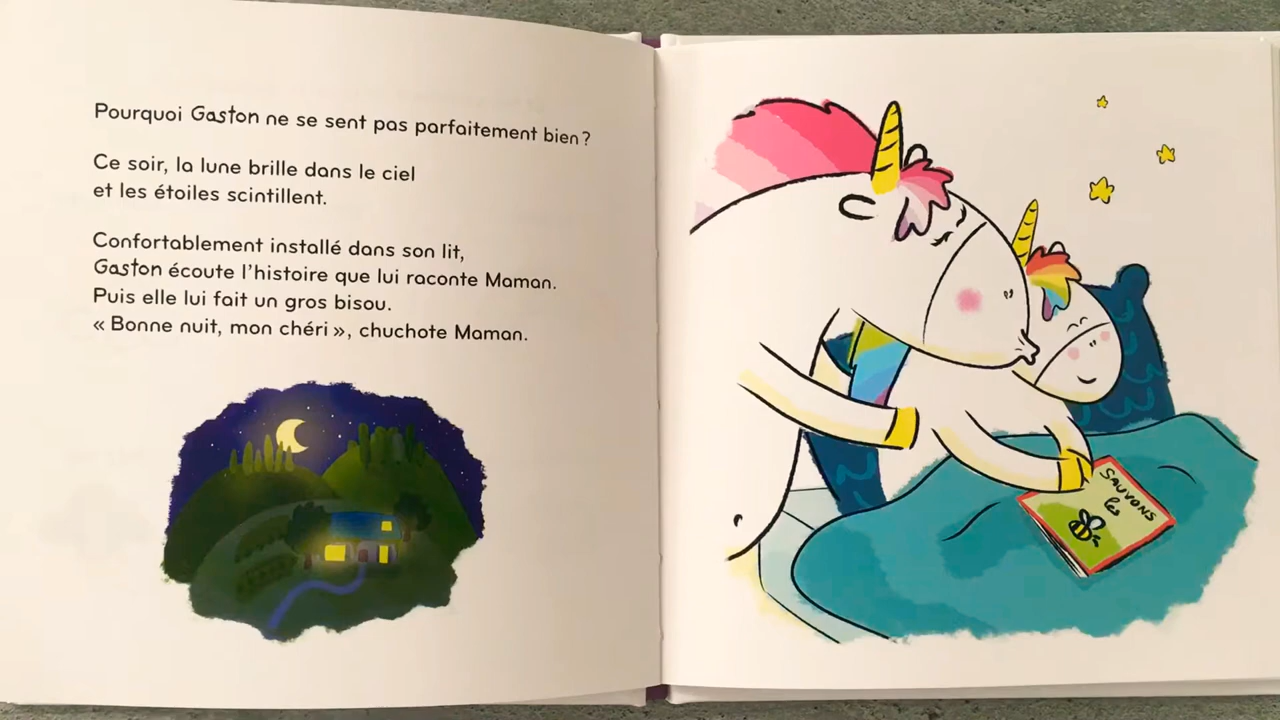 Pourquoi Gaston ne se sent pas parfaitement bien ?
Ce soir, la lune brille dans le ciel
et les étoiles scintillent.
Confortablement installé dans son lit,
Gaston écoute l'histoire que lui raconte Maman.
Puis elle lui fait un gros bisou.
« Bonne nuit, mon chéri », chuchote Maman.
SAUVONS
les